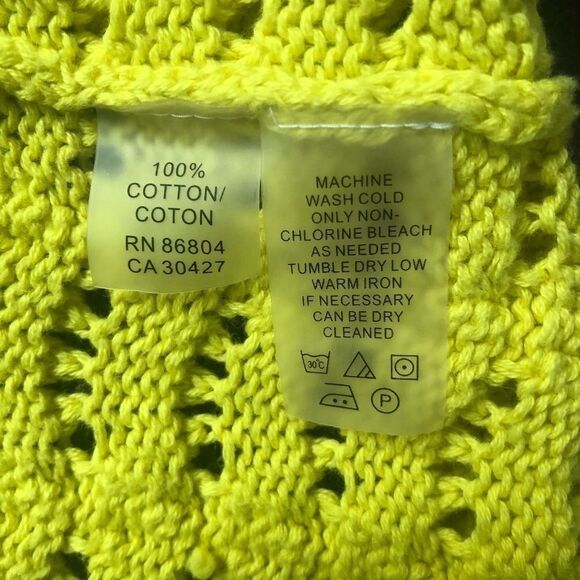 100%
COTTON/
COTON
RN 86804
CA 30427
MACHINE
WASH COLD
ONLY NON-
CHLORINE BLEACH
AS NEEDED
TUMBLE DRY LOW
WARM IRON
IF NECESSARY
CAN BE DRY
CLEANED
30°C
P